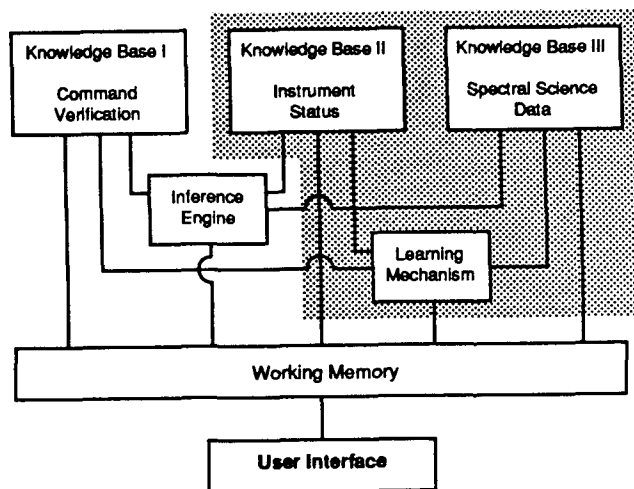 Knowledge Base I
Command
Verification
Knowledge Base II
Instrument
Status
Knowledge Base III
Spectral Science
Data
Inference
Engine
Learning
Mechanism
Working Memory
User Interface